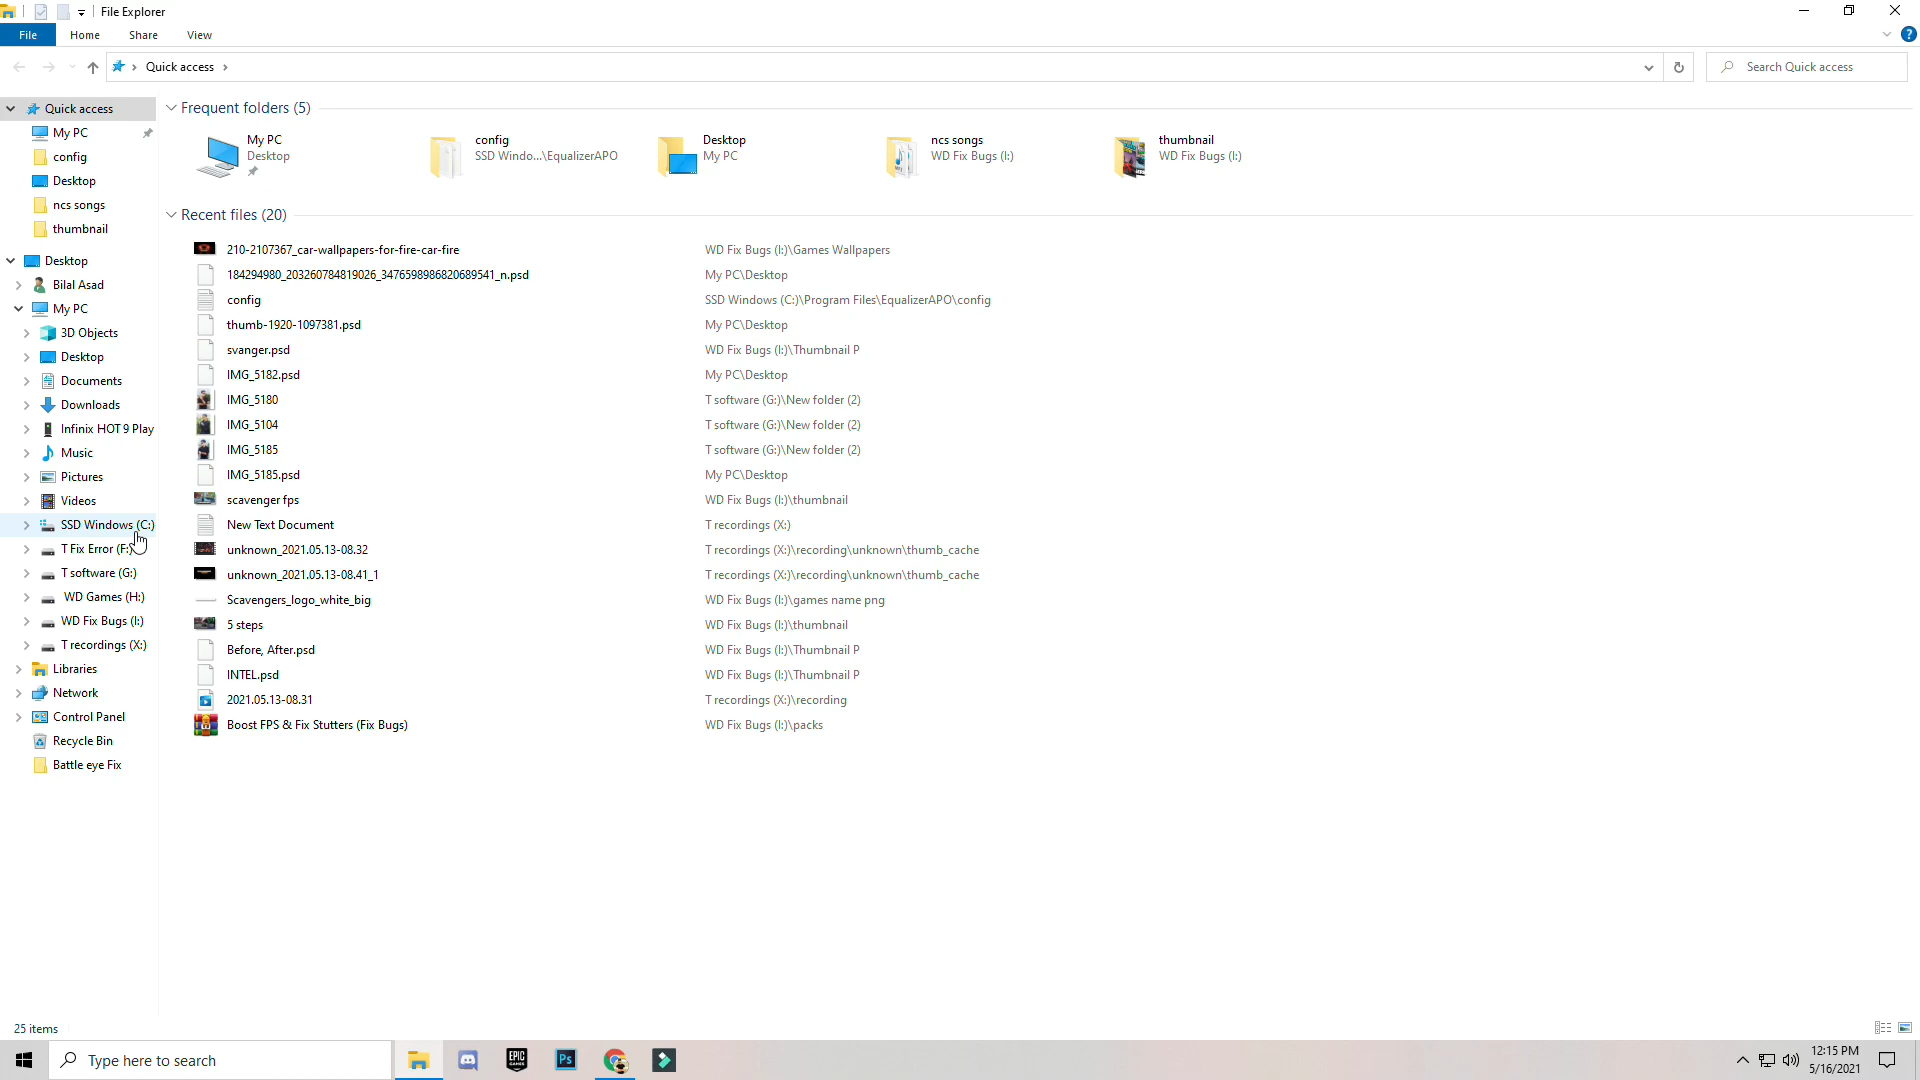 File Explorer
File Home Share View
Quick access
Search Quick access
Quick access
My PC
config
Desktop
ncs songs
thumbnail
Desktop
Bilal Asad
My PC
3D Objects
Desktop
Documents
Downloads
Infinix HOT 9 Play
Music
Pictures
Videos
SSD Windows (C:)
T Fix Error (F:)
T software (G:)
WD Games (H:)
WD Fix Bugs (I:)
T recordings (X:)
Libraries
Network
Control Panel
Recycle Bin
Battle eye Fix
Frequent folders (5)
My PC
Desktop
config
SSD Windo...\EqualizerAPO
Desktop
My PC
ncs songs
WD Fix Bugs (I:)
thumbnail
WD Fix Bugs (I:)
Recent files (20)
210-2107367_car-wallpapers-for-fire-car-fire WD Fix Bugs (I:)\Games Wallpapers
184294980_203260784819026_3476598986820689541_n.psd My PC\Desktop
config SSD Windows (C:)\Program Files\EqualizerAPO\config
thumb-1920-1097381.psd My PC\Desktop
svanger.psd WD Fix Bugs (I:)\Thumbnail P
IMG_5182.psd My PC\Desktop
IMG_5180 T software (G:)\New folder (2)
IMG_5104 T software (G:)\New folder (2)
IMG_5185 T software (G:)\New folder (2)
IMG_5185.psd My PC\Desktop
scavenger fps WD Fix Bugs (I:)\thumbnail
New Text Document T recordings (X:)
unknown_2021.05.13-08.32 T recordings (X:)\recording\unknown\thumb_cache
unknown_2021.05.13-08.41_1 T recordings (X:)\recording\unknown\thumb_cache
Scavengers_logo_white_big WD Fix Bugs (I:)\games name png
5 steps WD Fix Bugs (I:)\thumbnail
Before, After.psd WD Fix Bugs (I:)\Thumbnail P
INTEL.psd WD Fix Bugs (I:)\Thumbnail P
2021.05.13-08.31 T recordings (X:)\recording
Boost FPS & Fix Stutters (Fix Bugs) WD Fix Bugs (I:)\packs
25 items
Type here to search
EPIC GAMES
Ps
12:15 PM
5/16/2021